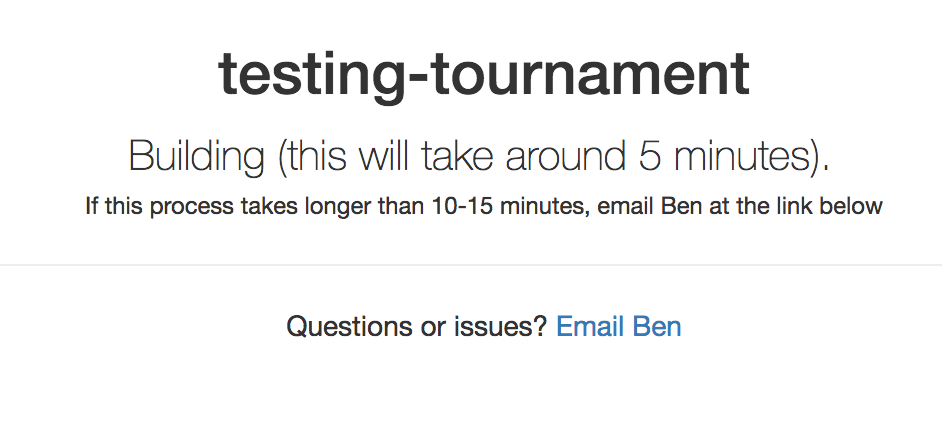 testing-tournament
Building (this will take around 5 minutes).
If this process takes longer than 10-15 minutes, email Ben at the link below
Questions or issues? Email Ben